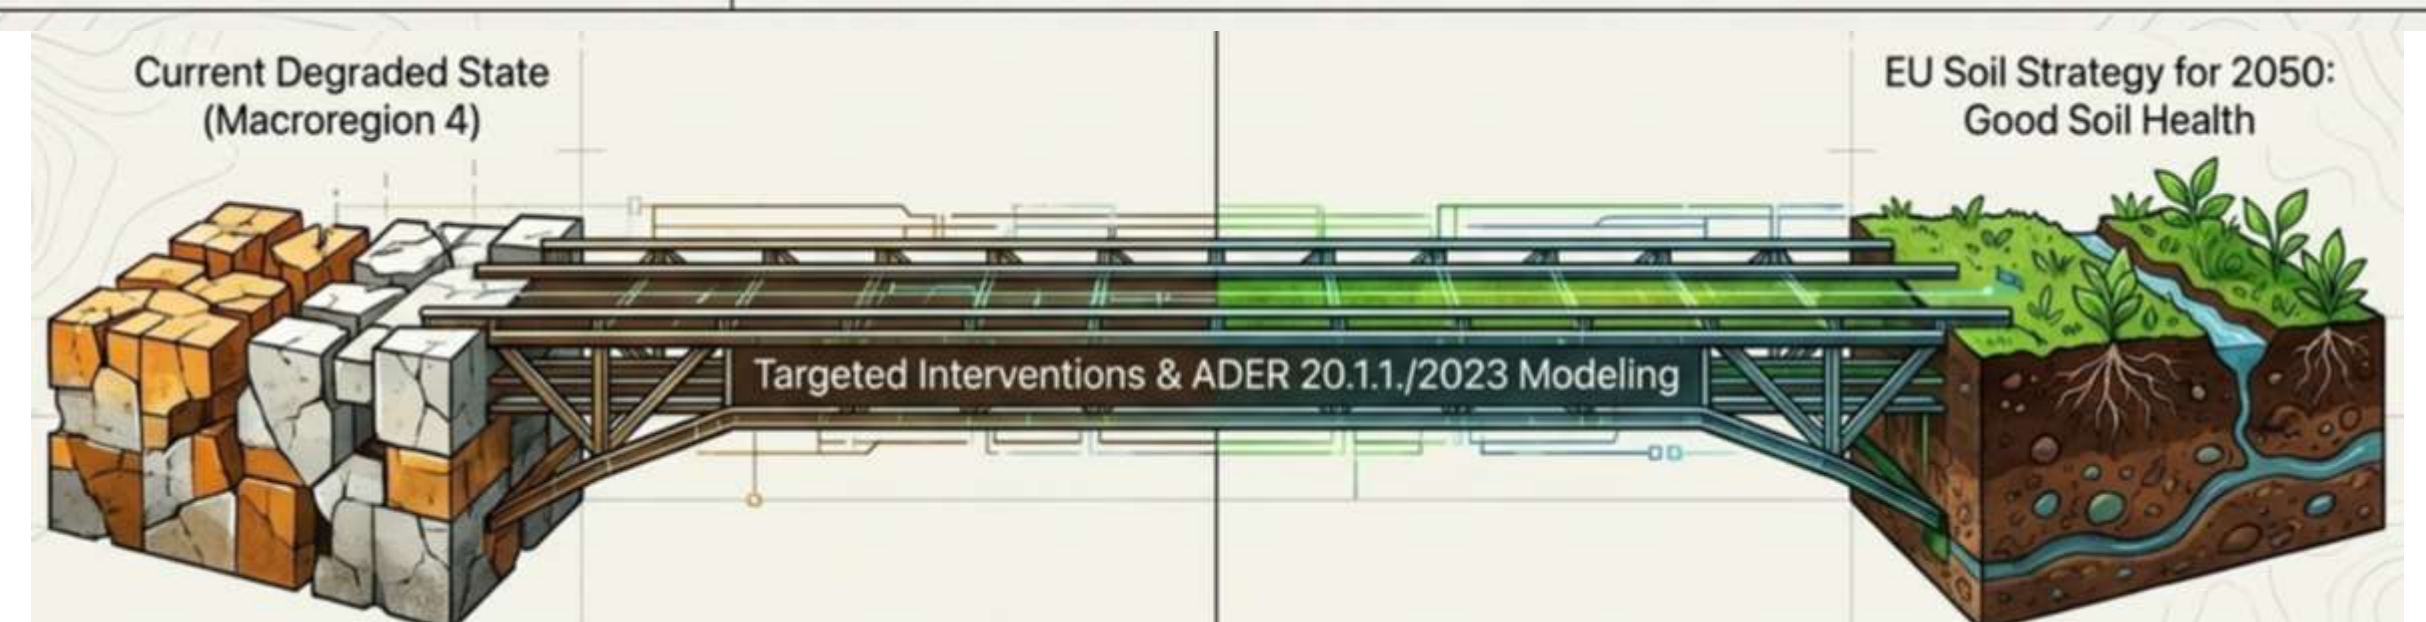 Current Degraded State
(Macroregion 4)
EU Soil Strategy for 2050:
Good Soil Health
Targeted Interventions & ADER 20.1.1./2023 Modeling